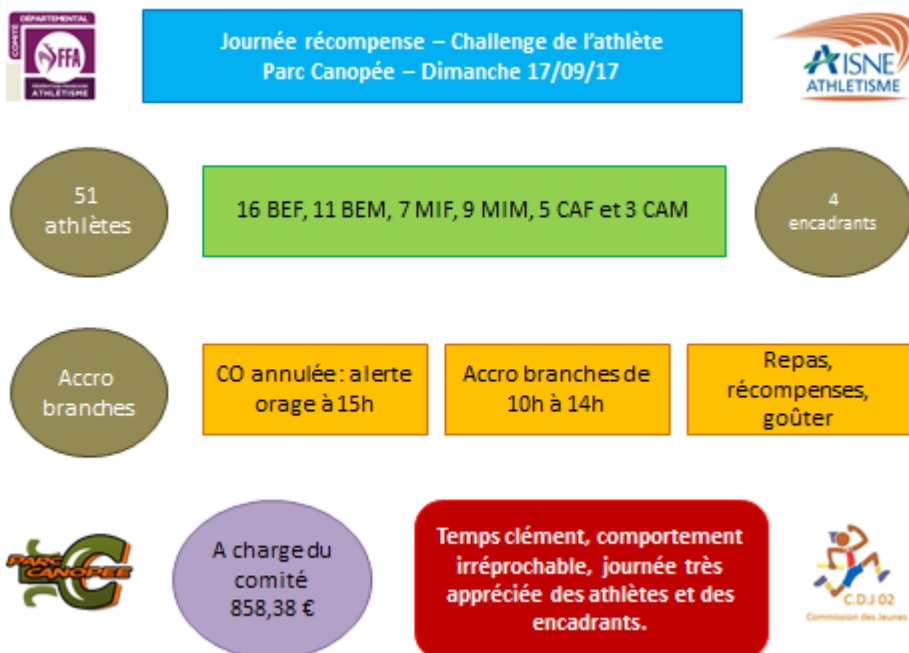 COMITÉ
DÉPARTEMENTAL
FFA
FÉDÉRATION FRANÇAISE
ATHLÉTISME
Journée récompense – Challenge de l'athlète
Parc Canopée – Dimanche 17/09/17
AISNE
ATHLETISME
51
athlètes
16 BEF, 11 BEM, 7 MIF, 9 MIM, 5 CAF et 3 CAM
4
encadrants
Accro
branches
CO annulée : alerte
orage à 15h
Accro branches de
10h à 14h
Repas,
récompenses,
goûter
PARC
CANOPEE
A charge du
comité
858,38 €
Temps clément, comportement
irréprochable, journée très
appréciée des athlètes et des
encadrants.
C.D.J 02
Commission des Jeunes